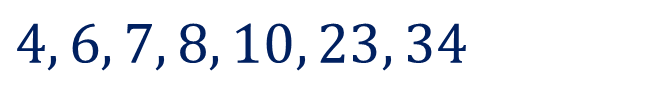 4, 6, 7, 8, 10, 23, 34